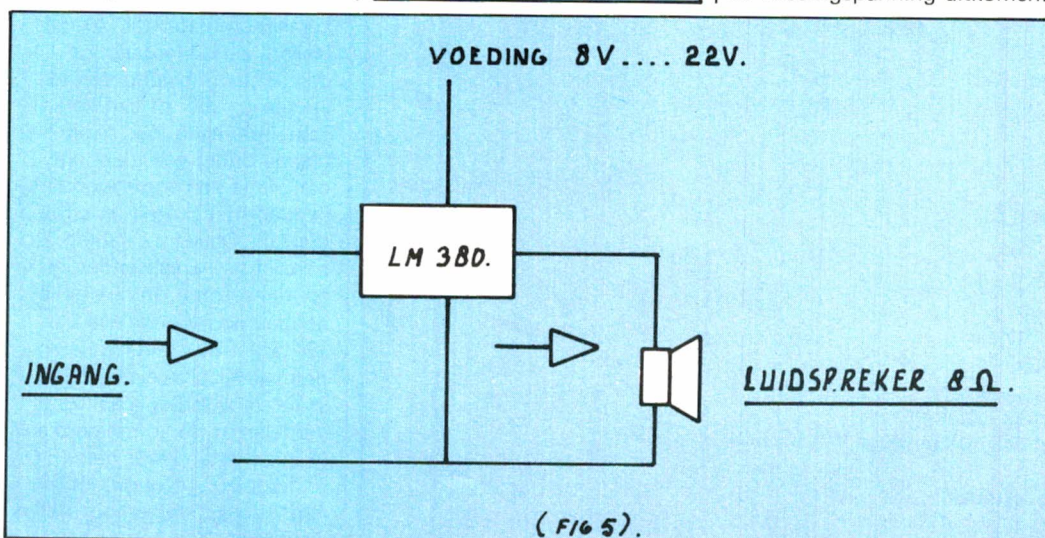 VOEDING 8V.... 22V.
LM 380.
INGANG.
LUIDSPREKER 8Ω.
(FIG 5).